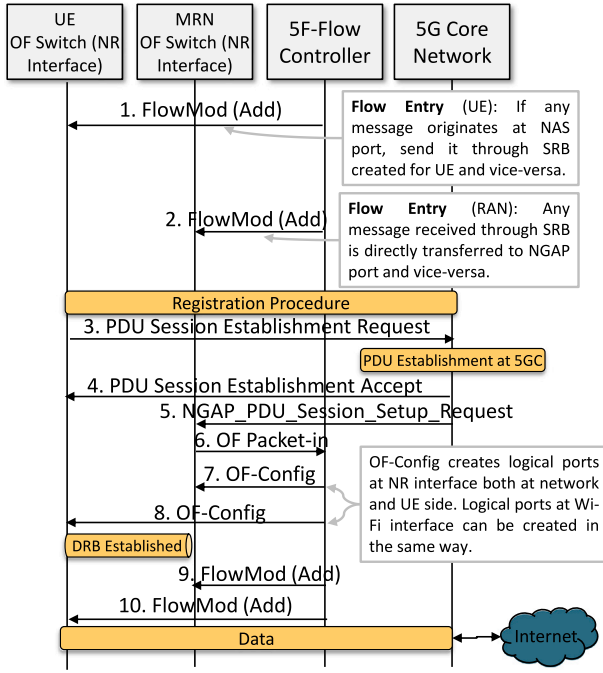 UE
OF Switch (NR
Interface)
MRN
OF Switch (NR
Interface)
5F-Flow
Controller
5G Core
Network
1. FlowMod (Add)
Flow Entry (UE): If any
message originates at NAS
port, send it through SRB
created for UE and vice-versa.
2. FlowMod (Add)
Flow Entry (RAN): Any
message received through SRB
is directly transferred to NGAP
port and vice-versa.
Registration Procedure
3. PDU Session Establishment Request
PDU Establishment at 5GC
4. PDU Session Establishment Accept
5. NGAP_PDU_Session_Setup_Request
6. OF Packet-in
7. OF-Config
OF-Config creates logical ports
at NR interface both at network
and UE side. Logical ports at Wi-
Fi interface can be created in
the same way.
8. OF-Config
DRB Established
9. FlowMod (Add)
10. FlowMod (Add)
Data
Internet